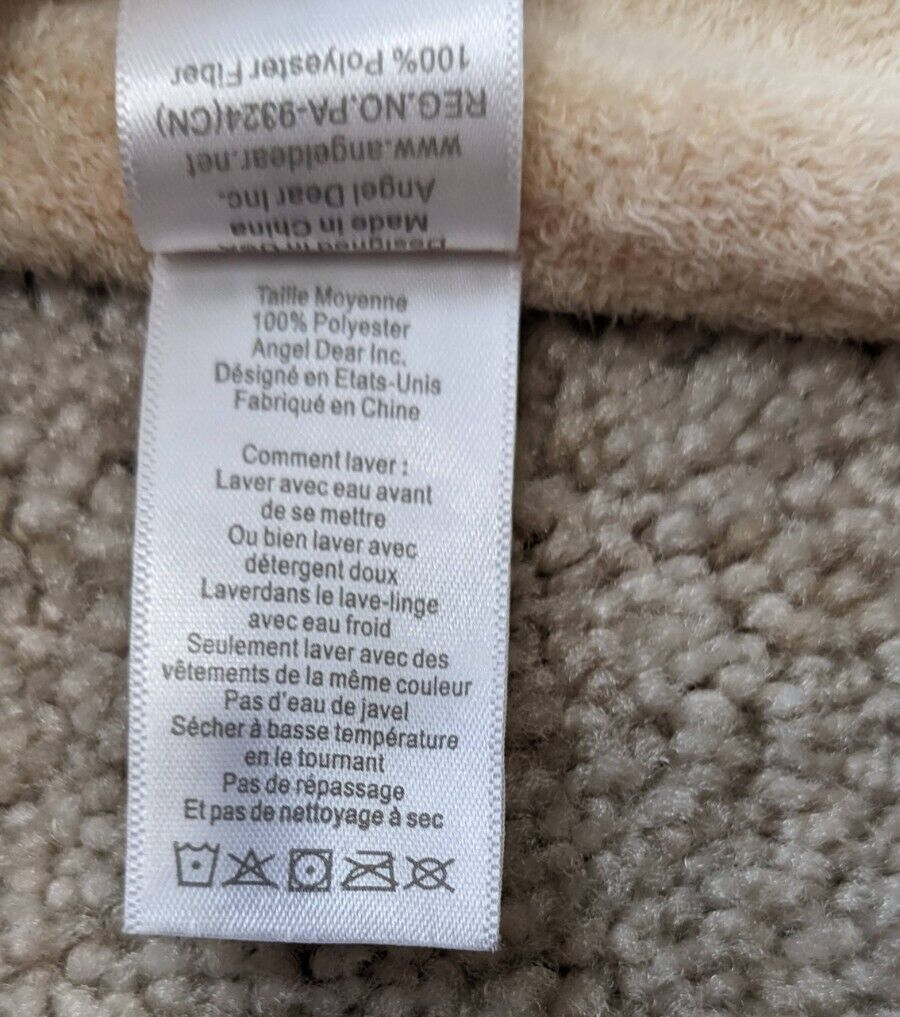 100% Polyester Fiber
REG.NO.PA-9324(CN)
www.angeldear.net
Angel Dear Inc.
Made in China
Designed in
Taille Moyenne
100% Polyester
Angel Dear Inc.
Désigné en Etats-Unis
Fabriqué en Chine
Comment laver :
Laver avec eau avant
de se mettre
Ou bien laver avec
détergent doux
Laverdans le lave-linge
avec eau froid
Seulement laver avec des
vêtements de la même couleur
Pas d'eau de javel
Sécher à basse température
en le tournant
Pas de répassage
Et pas de nettoyage à sec